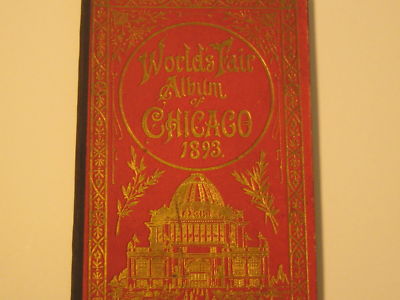 World's Fair
Album
of
CHICAGO
1893.